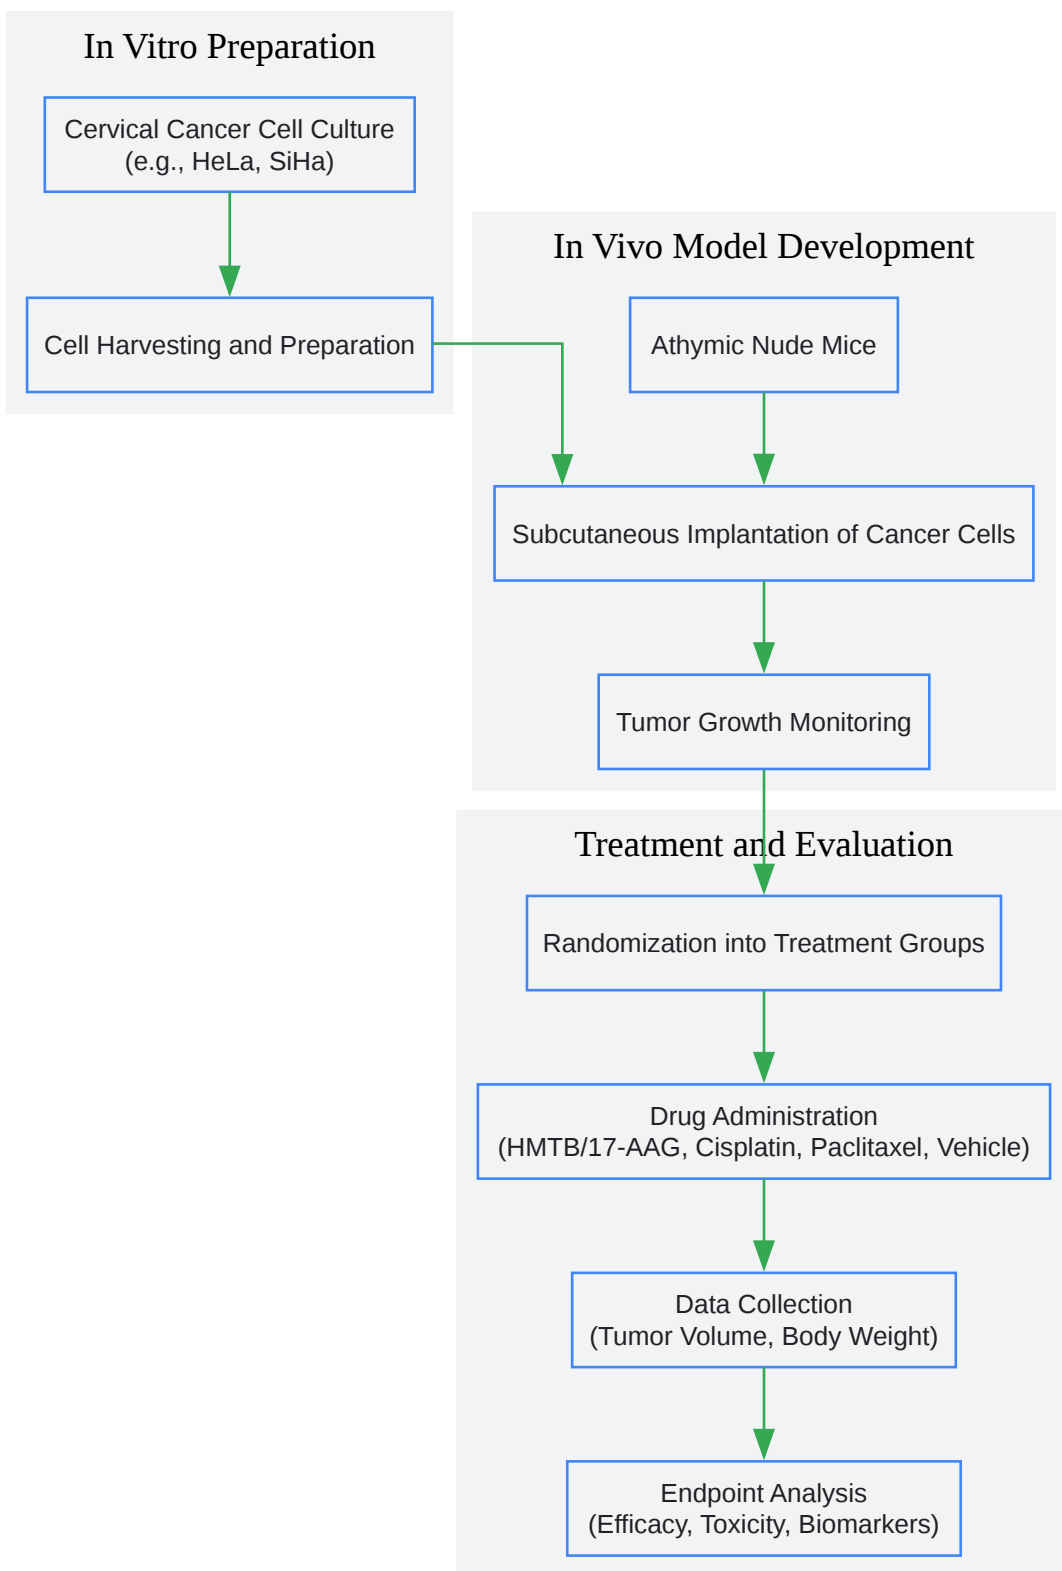 In Vitro Preparation
Cervical Cancer Cell Culture
(e.g., HeLa, SiHa)
Cell Harvesting and Preparation
In Vivo Model Development
Athymic Nude Mice
Subcutaneous Implantation of Cancer Cells
Tumor Growth Monitoring
Treatment and Evaluation
Randomization into Treatment Groups
Drug Administration
(HMTB/17-AAG, Cisplatin, Paclitaxel, Vehicle)
Data Collection
(Tumor Volume, Body Weight)
Endpoint Analysis
(Efficacy, Toxicity, Biomarkers)